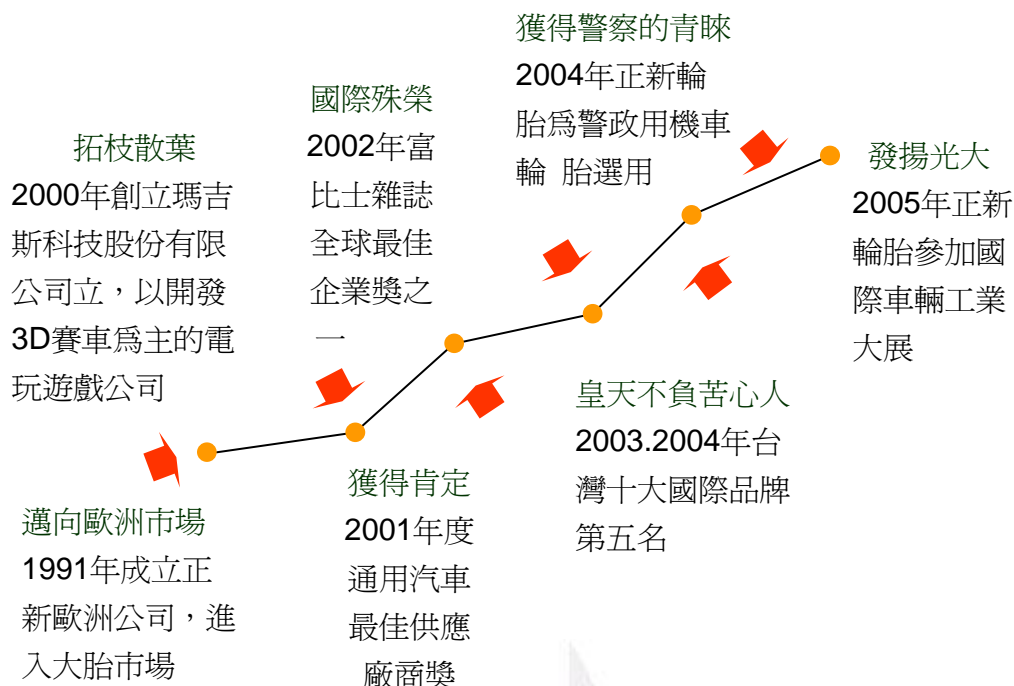 獲得警察的青睞
2004年正新輪
胎為警政用機車
輪 胎選用
國際殊榮
2002年富
比士雜誌
全球最佳
企業獎之
一
拓枝散葉
2000年創立瑪吉
斯科技股份有限
公司立，以開發
3D賽車為主的電
玩遊戲公司
發揚光大
2005年正新
輪胎參加國
際車輛工業
大展
皇天不負苦心人
2003.2004年台
灣十大國際品牌
第五名
獲得肯定
2001年度
通用汽車
最佳供應
廠商獎
邁向歐洲市場
1991年成立正
新歐洲公司，進
入大胎市場